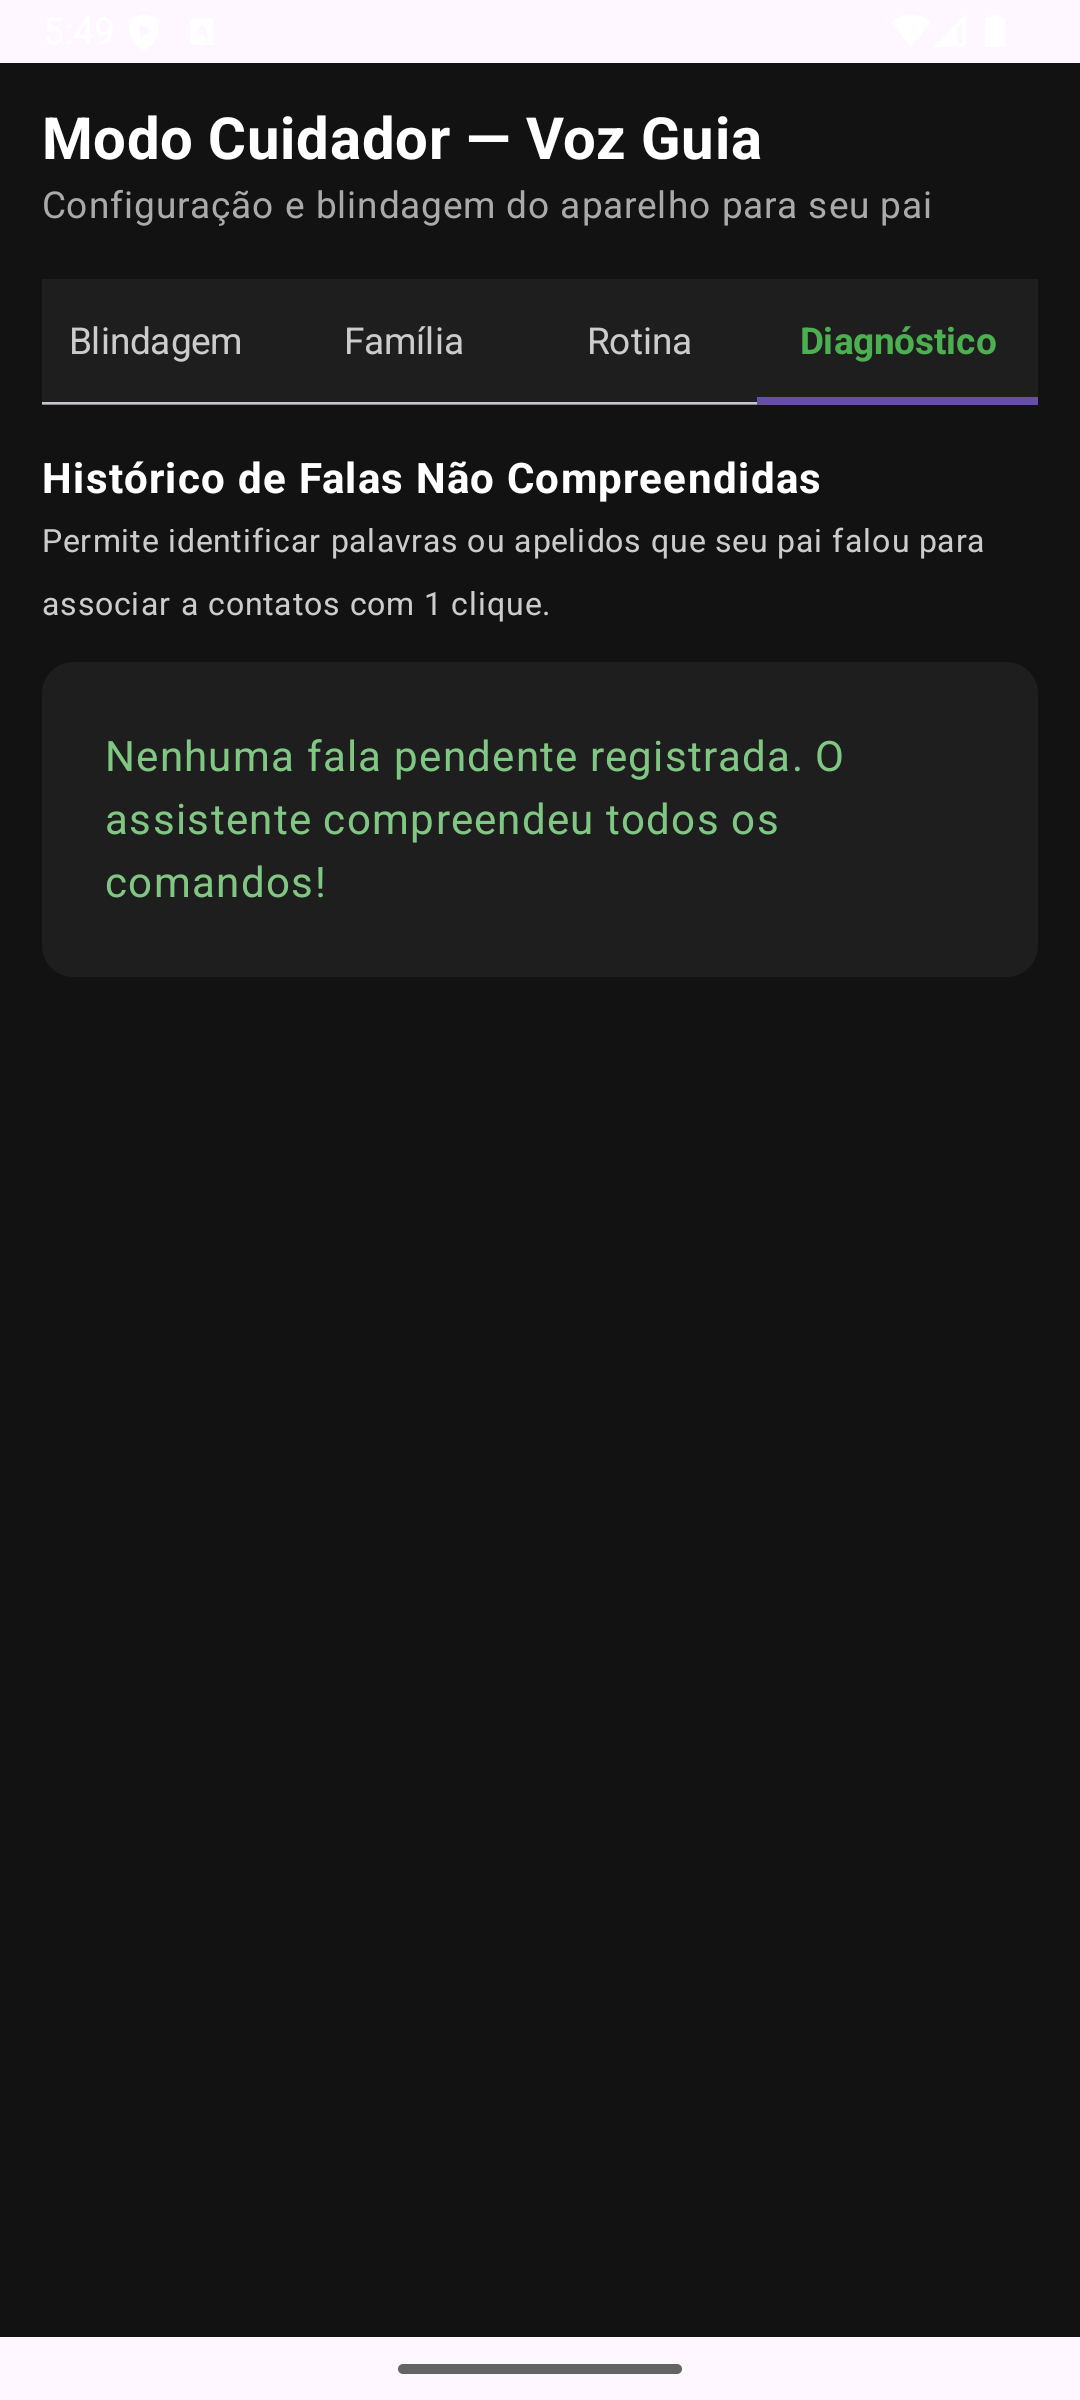 5:49
Modo Cuidador — Voz Guia
Configuração e blindagem do aparelho para seu pai
Blindagem
Família
Rotina
Diagnóstico
Histórico de Falas Não Compreendidas
Permite identificar palavras ou apelidos que seu pai falou para
associar a contatos com 1 clique.
Nenhuma fala pendente registrada. O
assistente compreendeu todos os
comandos!